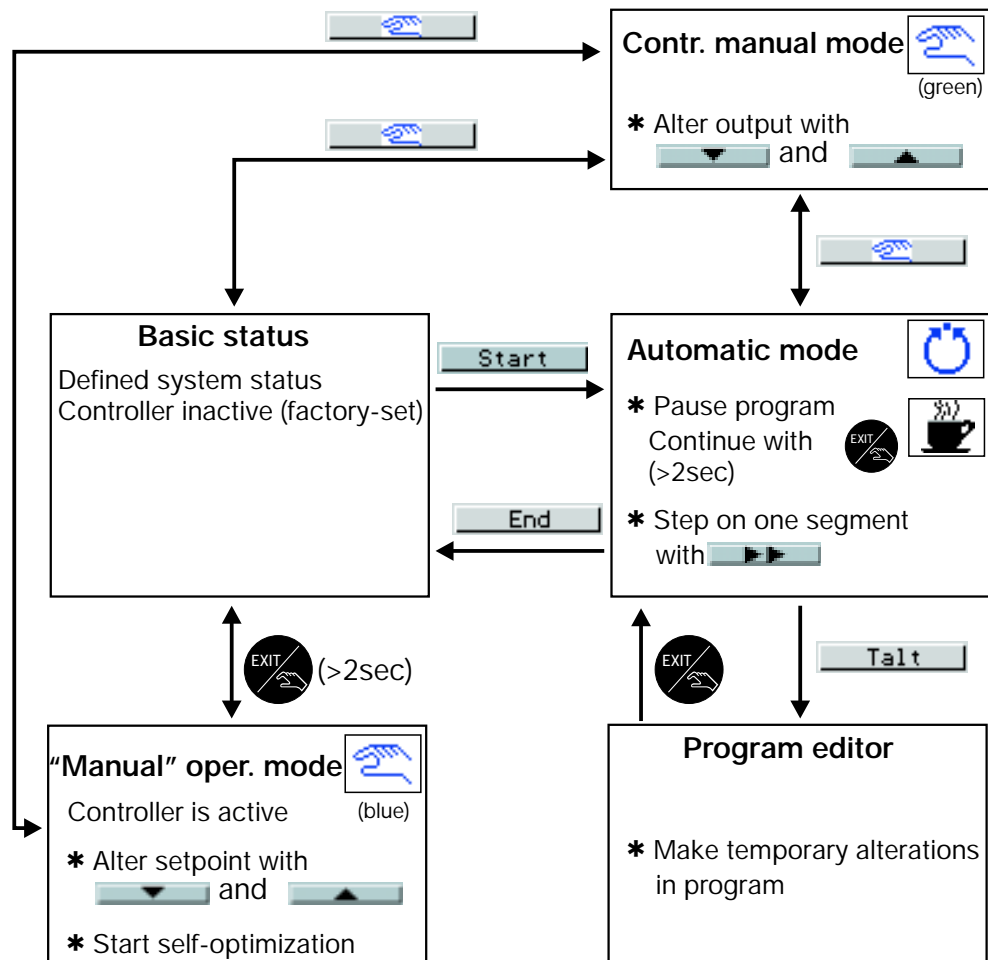 Contr. manual mode
(green)
✱ Alter output with
and
Basic status
Defined system status
Controller inactive (factory-set)
Start
End
Automatic mode
✱ Pause program
Continue with
(>2sec)
EXIT
✱ Step on one segment
with
EXIT
(>2sec)
EXIT
Talt
"Manual" oper. mode
Controller is active
(blue)
✱ Alter setpoint with
and
✱ Start self-optimization
Program editor
✱ Make temporary alterations
in program